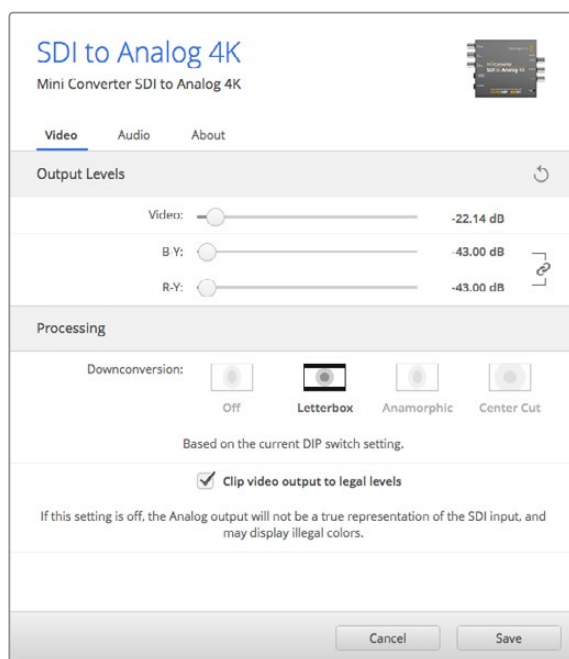 SDI to Analog 4K
Mini Converter SDI to Analog 4K
Video Audio About
Output Levels
Video: -22.14 dB
B-Y: -43.00 dB
R-Y: -43.00 dB
Processing
Downconversion:
Off Letterbox Anamorphic Center Cut
Based on the current DIP switch setting.
Clip video output to legal levels
If this setting is off, the Analog output will not be a true representation of the SDI input, and
may display illegal colors.
Cancel Save